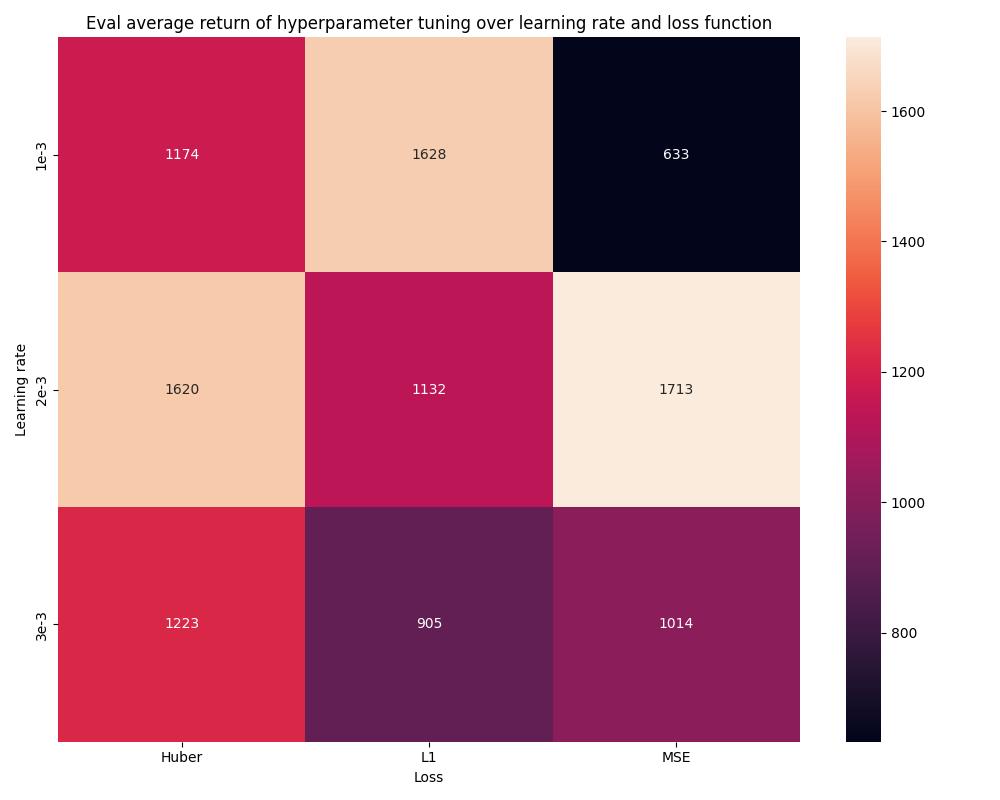 Eval average return of hyperparameter tuning over learning rate and loss function
1e-3
1174
1628
633
2e-3
1620
1132
1713
3e-3
1223
905
1014
Learning rate
Huber
L1
MSE
Loss
1600
1400
1200
1000
800